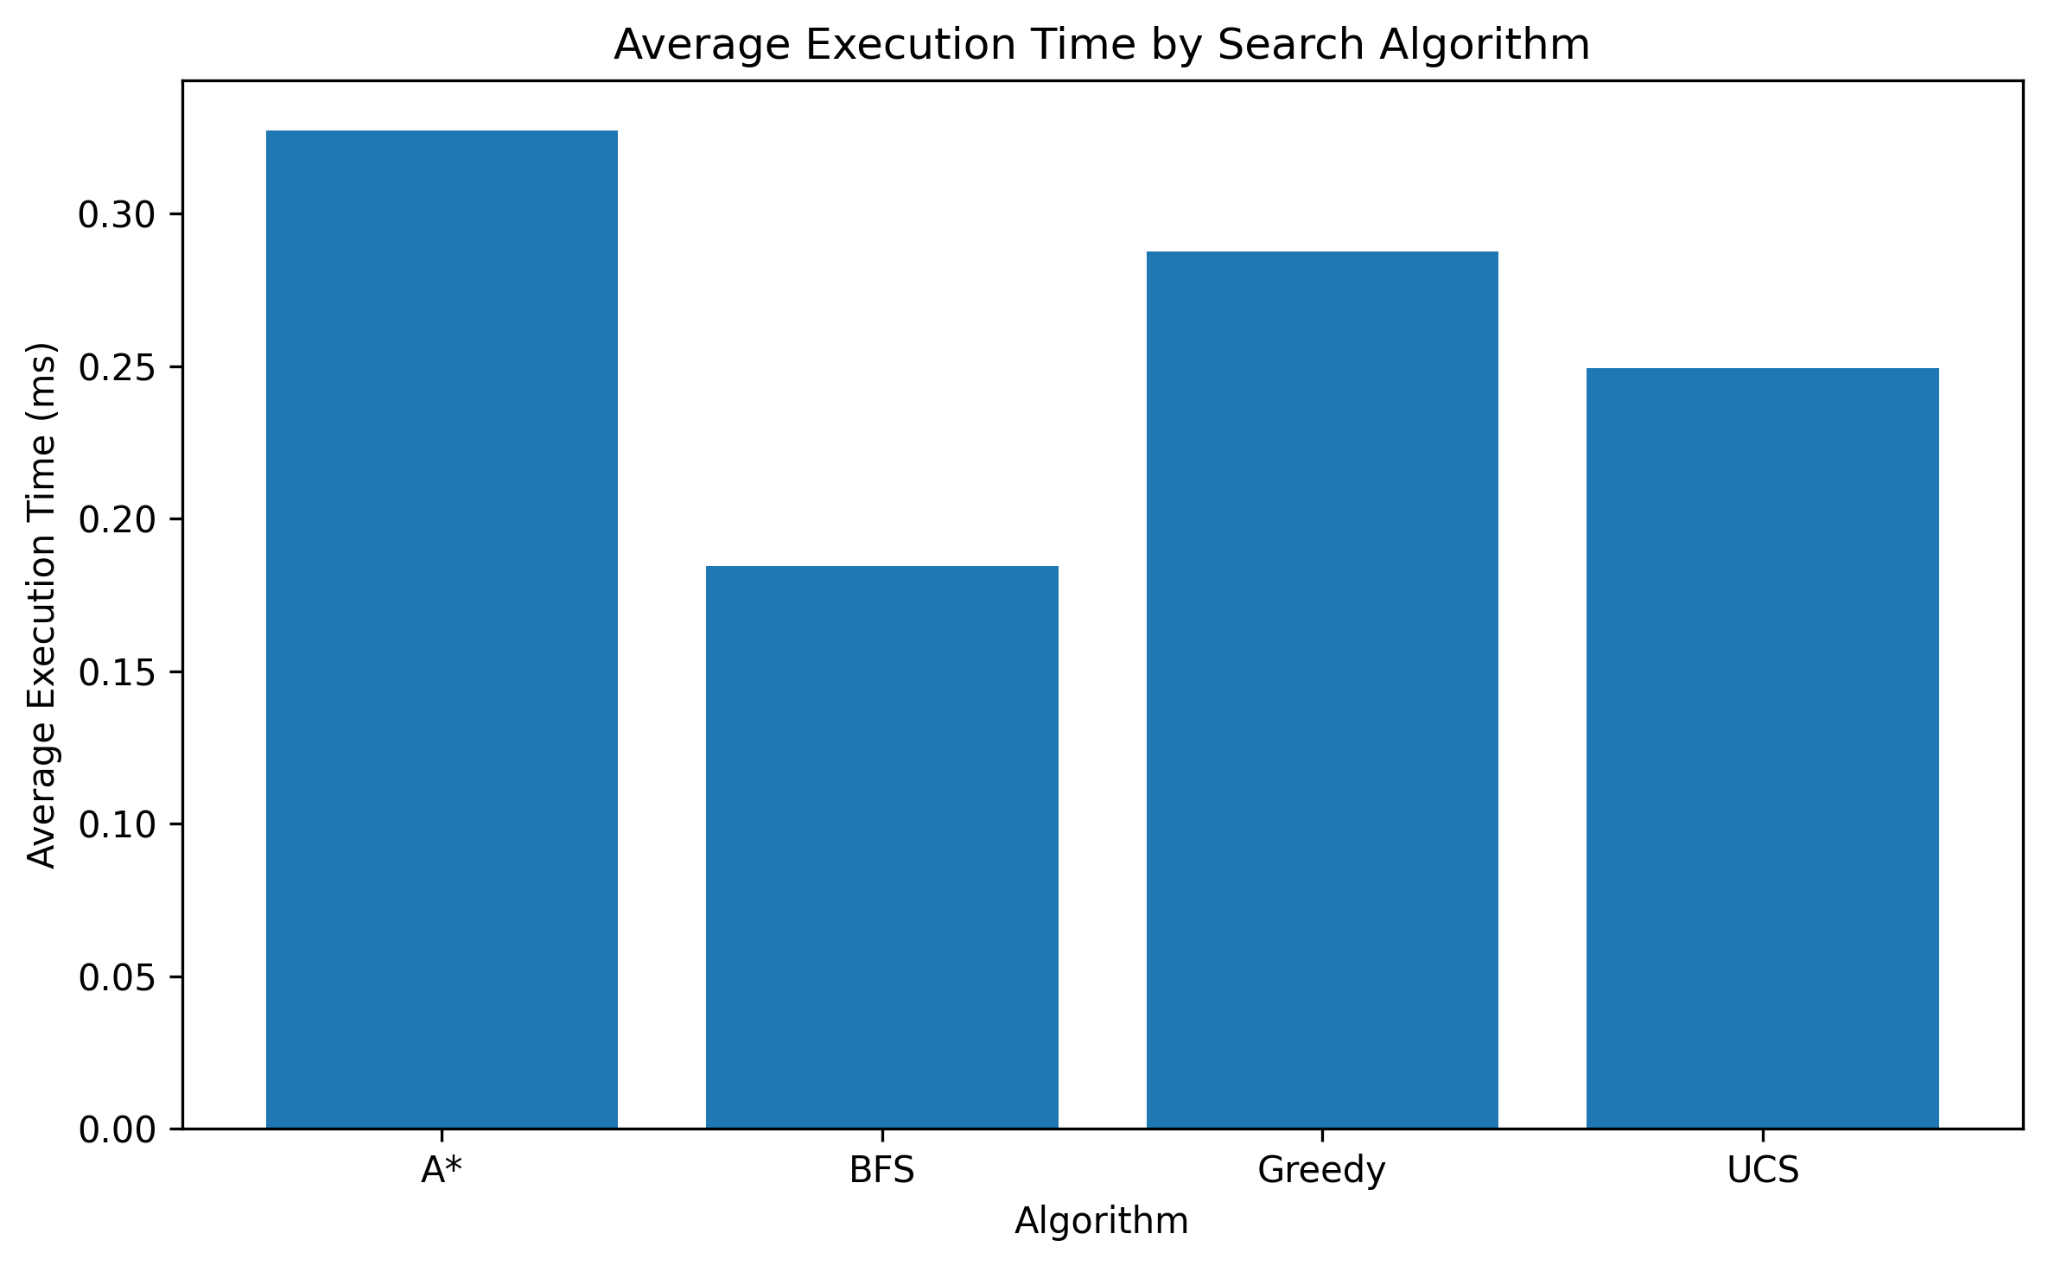 Average Execution Time by Search Algorithm
Average Execution Time (ms)
0.30
0.25
0.20
0.15
0.10
0.05
0.00
A* BFS Greedy UCS
Algorithm